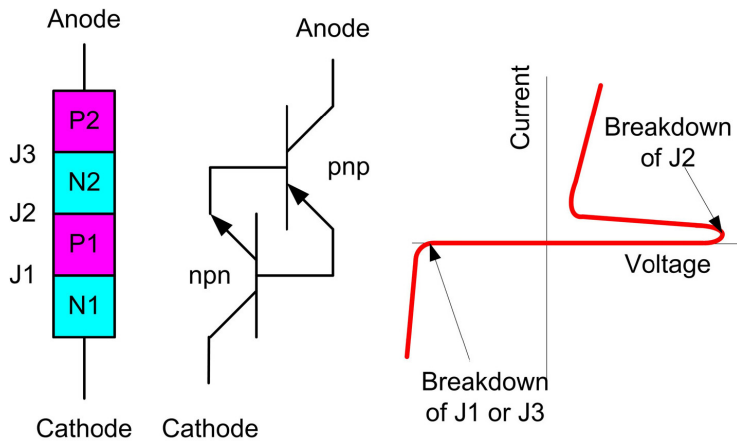 Anode
P2
J3
N2
J2
P1
J1
N1
Cathode
Anode
pnp
npn
Cathode
Current
Breakdown
of J2
Voltage
Breakdown
of J1 or J3